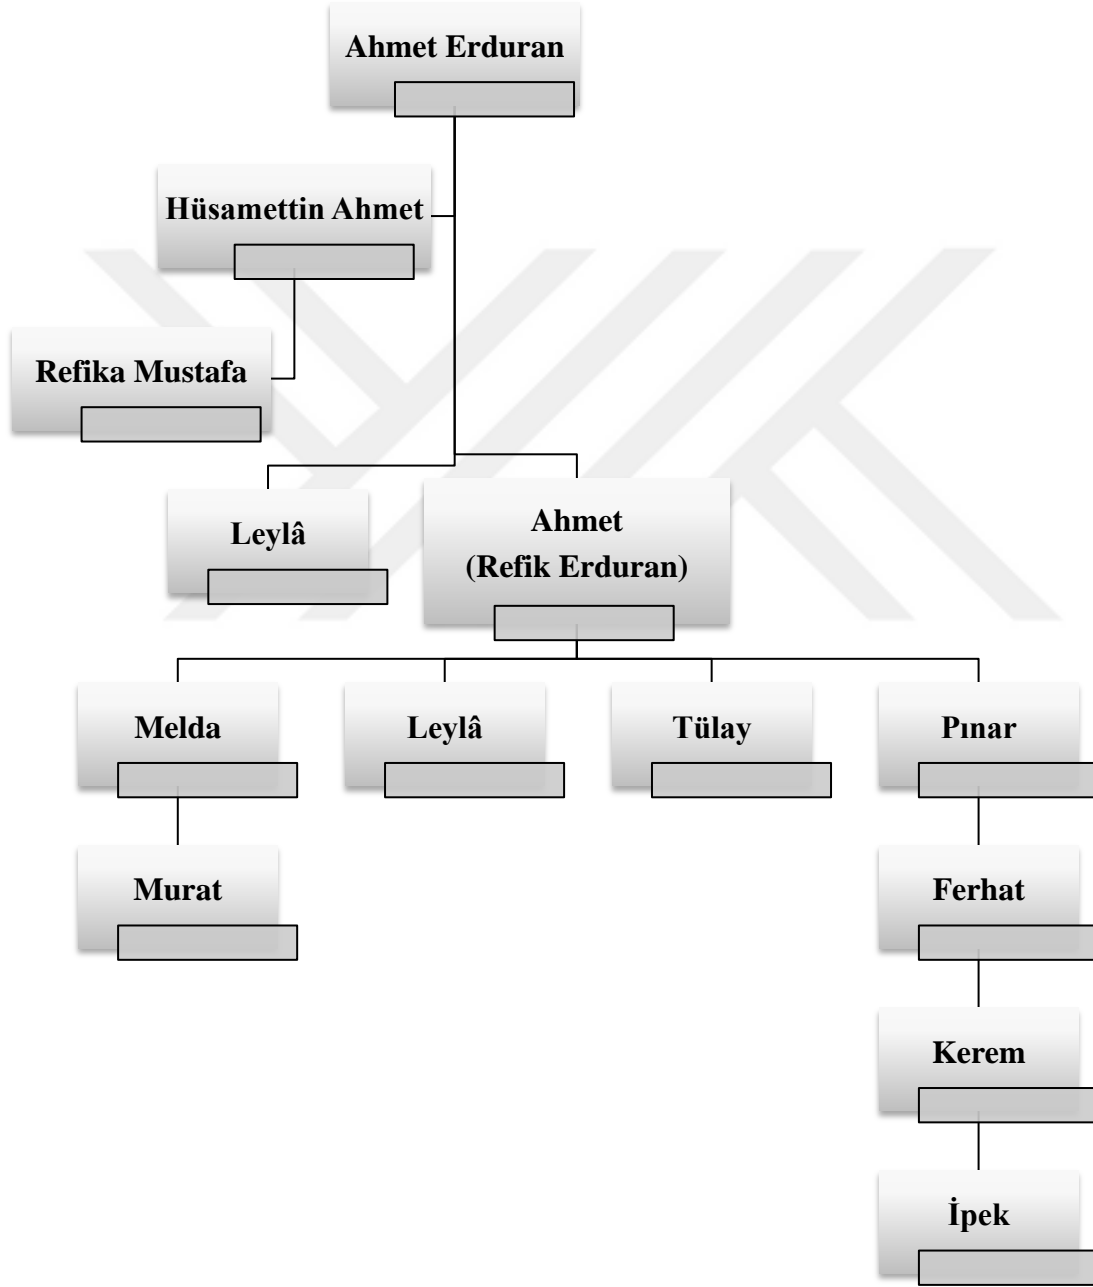 Ahmet Erduran
Hüsamettin Ahmet
Refika Mustafa
Leylâ
Ahmet
(Refik Erduran)
Melda
Leylâ
Tülay
Pınar
Murat
Ferhat
Kerem
İpek